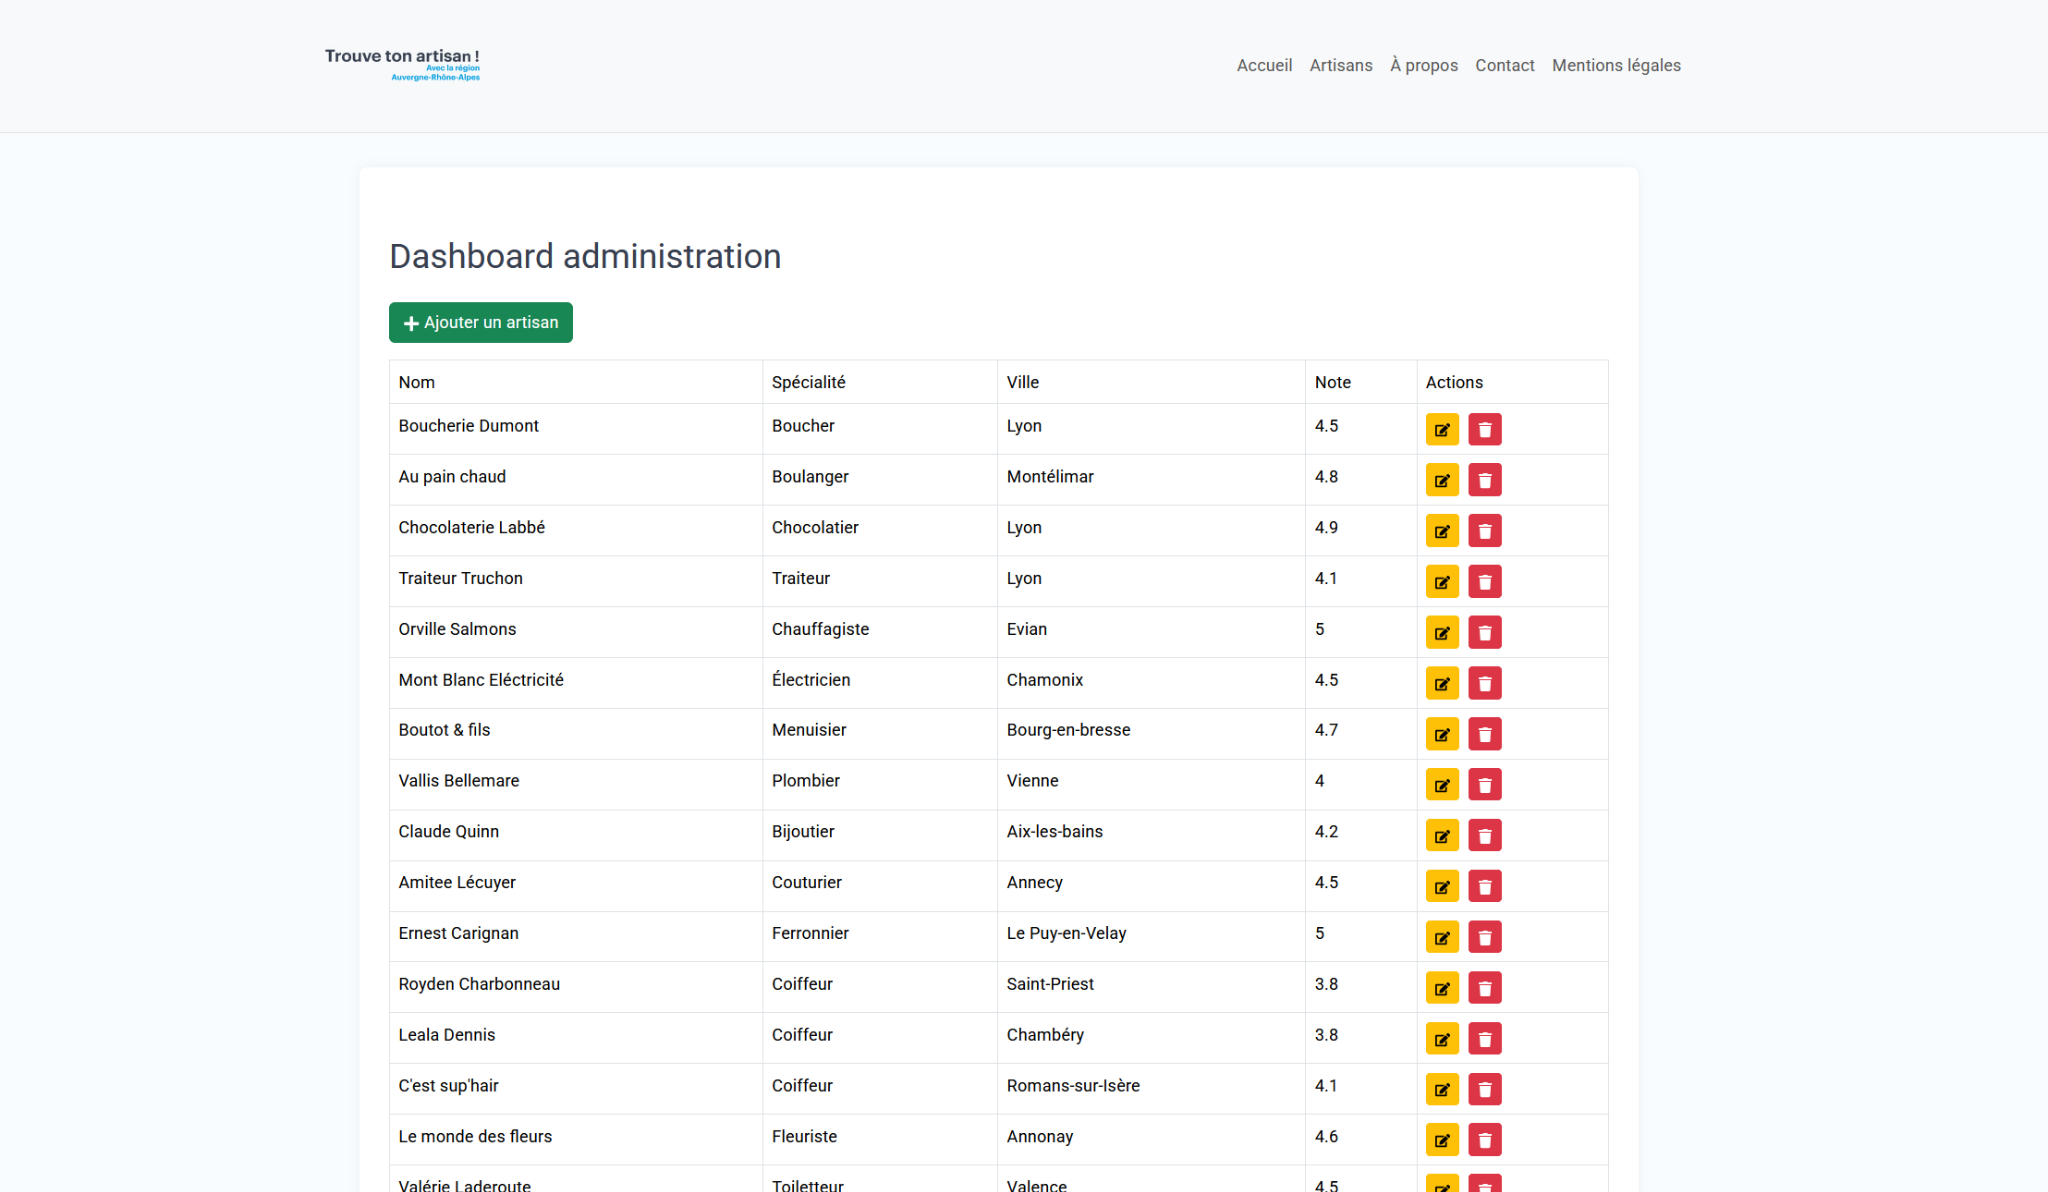 Trouve ton artisan !
Avec la région
Auvergne-Rhône-Alpes
Accueil Artisans À propos Contact Mentions légales
Dashboard administration
Ajouter un artisan
Nom Spécialité Ville Note Actions
Boucherie Dumont Boucher Lyon 4.5
Au pain chaud Boulanger Montélimar 4.8
Chocolaterie Labbé Chocolatier Lyon 4.9
Traiteur Truchon Traiteur Lyon 4.1
Orville Salmons Chauffagiste Evian 5
Mont Blanc Eléctricité Électricien Chamonix 4.5
Boutot & fils Menuisier Bourg-en-bresse 4.7
Vallis Bellemare Plombier Vienne 4
Claude Quinn Bijoutier Aix-les-bains 4.2
Amitee Lécuyer Couturier Annecy 4.5
Ernest Carignan Ferronnier Le Puy-en-Velay 5
Royden Charbonneau Coiffeur Saint-Priest 3.8
Leala Dennis Coiffeur Chambéry 3.8
C'est sup'hair Coiffeur Romans-sur-Isère 4.1
Le monde des fleurs Fleuriste Annonay 4.6
Valérie Laderoute Toiletteur Valence 4.5